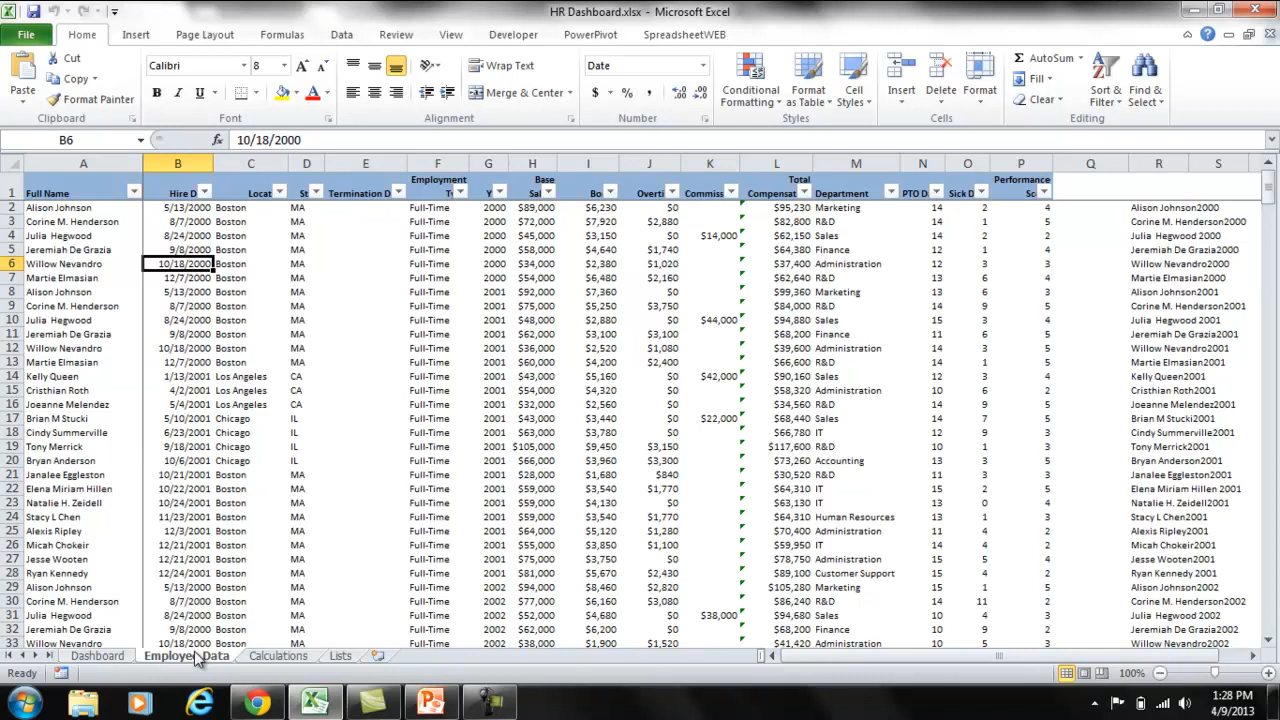 HR Dashboard.xlsx - Microsoft Excel
File Home Insert Page Layout Formulas Data Review View Developer PowerPivot SpreadsheetWEB
Cut Calibri 8 Wrap Text Date AutoSum
Copy Fill
Paste Format Painter Merge & Center $ % , Conditional Formatting Format as Table Cell Styles Insert Delete Format Clear Sort & Filter Find & Select
Clipboard Font Alignment Number Styles Cells Editing
B6 fx 10/18/2000
A B C D E F G H I J K L M N O P Q R S
Employment Base Total Performance
1 Full Name Hire D Locat St Termination D Ty Y Sal Bo Overti Commiss Compensat Department PTO D Sick D Sc
2 Alison Johnson 5/13/2000 Boston MA Full-Time 2000 $89,000 $6,230 $0 $95,230 Marketing 14 2 4 Alison Johnson2000
3 Corine M. Henderson 8/7/2000 Boston MA Full-Time 2000 $72,000 $7,920 $2,880 $82,800 R&D 14 1 5 Corine M. Henderson2000
4 Julia Hegwood 8/24/2000 Boston MA Full-Time 2000 $45,000 $3,150 $0 $14,000 $62,150 Sales 14 2 2 Julia Hegwood 2000
5 Jeremiah De Grazia 9/8/2000 Boston MA Full-Time 2000 $58,000 $4,640 $1,740 $64,380 Finance 12 1 4 Jeremiah De Grazia2000
6 Willow Nevandro 10/18/2000 Boston MA Full-Time 2000 $34,000 $2,380 $1,020 $37,400 Administration 12 3 3 Willow Nevandro2000
7 Martie Elmasian 12/7/2000 Boston MA Full-Time 2000 $54,000 $6,480 $2,160 $62,640 R&D 13 6 4 Martie Elmasian2000
8 Alison Johnson 5/13/2000 Boston MA Full-Time 2001 $92,000 $7,360 $0 $99,360 Marketing 13 6 3 Alison Johnson2001
9 Corine M. Henderson 8/7/2000 Boston MA Full-Time 2001 $75,000 $5,250 $3,750 $84,000 R&D 14 9 5 Corine M. Henderson2001
10 Julia Hegwood 8/24/2000 Boston MA Full-Time 2001 $48,000 $2,880 $0 $44,000 $94,880 Sales 15 3 4 Julia Hegwood 2001
11 Jeremiah De Grazia 9/8/2000 Boston MA Full-Time 2001 $62,000 $3,100 $3,100 $68,200 Finance 11 6 5 Jeremiah De Grazia2001
12 Willow Nevandro 10/18/2000 Boston MA Full-Time 2001 $36,000 $2,520 $1,080 $39,600 Administration 14 3 5 Willow Nevandro2001
13 Martie Elmasian 12/7/2000 Boston MA Full-Time 2001 $60,000 $4,200 $2,400 $66,600 R&D 14 4 5 Martie Elmasian2001
14 Kelly Queen 1/13/2001 Los Angeles CA Full-Time 2001 $43,000 $5,160 $0 $42,000 $90,160 Sales 12 3 4 Kelly Queen2001
15 Cristhian Roth 4/2/2001 Los Angeles CA Full-Time 2001 $54,000 $4,320 $0 $58,320 Administration 10 6 2 Cristhian Roth2001
16 Joeanne Melendez 5/4/2001 Los Angeles CA Full-Time 2001 $32,000 $2,560 $0 $34,560 R&D 14 9 5 Joeanne Melendez2001
17 Brian M Stucki 5/10/2001 Chicago IL Full-Time 2001 $43,000 $3,440 $0 $22,000 $68,440 Sales 14 7 5 Brian M Stucki2001
18 Cindy Summerville 6/23/2001 Chicago IL Full-Time 2001 $63,000 $3,780 $0 $66,780 IT 12 9 3 Cindy Summerville2001
19 Tony Merrick 9/18/2001 Chicago IL Full-Time 2001 $105,000 $9,450 $3,150 $117,600 R&D 10 1 3 Tony Merrick2001
20 Bryan Anderson 10/6/2001 Chicago IL Full-Time 2001 $66,000 $3,960 $3,300 $73,260 Accounting 13 3 5 Bryan Anderson2001
21 Janalee Eggleston 10/21/2001 Boston MA Full-Time 2001 $28,000 $1,680 $840 $30,520 R&D 13 5 3 Janalee Eggleston2001
22 Elena Miriam Hillen 10/22/2001 Boston MA Full-Time 2001 $59,000 $3,540 $1,770 $64,310 IT 15 2 5 Elena Miriam Hillen 2001
23 Natalie H. Zeidell 10/24/2001 Boston MA Full-Time 2001 $59,000 $4,130 $0 $63,130 IT 13 0 4 Natalie H. Zeidell2001
24 Stacy L Chen 11/23/2001 Boston MA Full-Time 2001 $59,000 $3,540 $1,770 $64,310 Human Resources 13 1 3 Stacy L Chen2001
25 Alexis Ripley 12/3/2001 Boston MA Full-Time 2001 $64,000 $5,120 $1,280 $70,400 Administration 11 4 2 Alexis Ripley2001
26 Micah Chokeir 12/21/2001 Boston MA Full-Time 2001 $55,000 $3,850 $1,100 $59,950 IT 14 4 2 Micah Chokeir2001
27 Jesse Wooten 12/23/2001 Boston MA Full-Time 2001 $75,000 $3,750 $0 $78,750 Administration 15 5 4 Jesse Wooten2001
28 Ryan Kennedy 12/24/2001 Boston MA Full-Time 2001 $81,000 $5,670 $2,430 $89,100 Customer Support 15 4 2 Ryan Kennedy 2001
29 Alison Johnson 5/13/2000 Boston MA Full-Time 2002 $94,000 $8,460 $2,820 $105,280 Marketing 15 1 4 Alison Johnson2002
30 Corine M. Henderson 8/7/2000 Boston MA Full-Time 2002 $77,000 $6,160 $3,080 $86,240 R&D 15 11 2 Corine M. Henderson2002
31 Julia Hegwood 8/24/2000 Boston MA Full-Time 2002 $52,000 $4,680 $0 $38,000 $94,680 Sales 15 6 4 Julia Hegwood 2002
32 Jeremiah De Grazia 9/8/2000 Boston MA Full-Time 2002 $62,000 $6,200 $0 $68,200 Finance 10 9 2 Jeremiah De Grazia2002
33 Willow Nevandro 10/18/2000 Boston MA Full-Time 2002 $38,000 $1,900 $1,520 $41,420 Administration 14 2 5 Willow Nevandro2002
Dashboard Employee Data Calculations Lists
Ready 100%
1:28 PM
4/9/2013